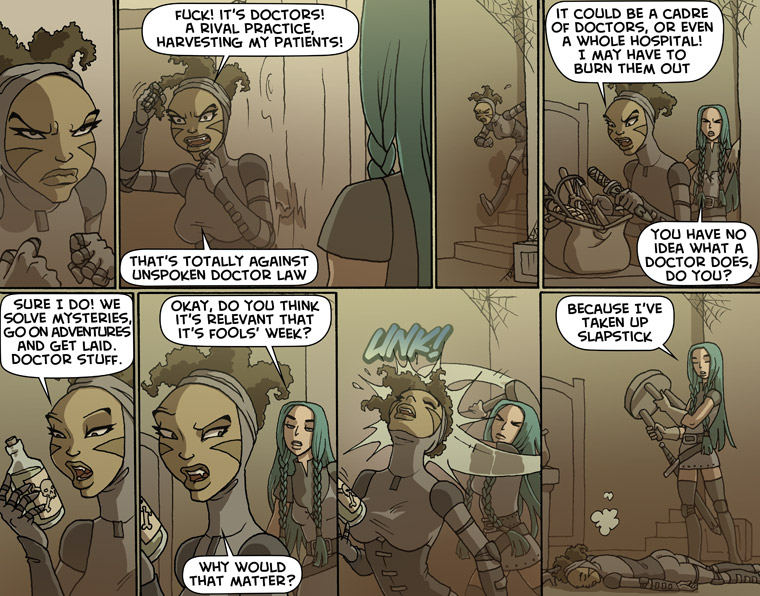 FUCK! IT'S DOCTORS!
A RIVAL PRACTICE,
HARVESTING MY PATIENTS!
THAT'S TOTALLY AGAINST
UNSPOKEN DOCTOR LAW
IT COULD BE A CADRE
OF DOCTORS, OR EVEN
A WHOLE HOSPITAL!
I MAY HAVE TO
BURN THEM OUT
YOU HAVE NO
IDEA WHAT A
DOCTOR DOES,
DO YOU?
SURE I DO! WE
SOLVE MYSTERIES,
GO ON ADVENTURES
AND GET LAID.
DOCTOR STUFF.
OKAY, DO YOU THINK
IT'S RELEVANT THAT
IT'S FOOLS' WEEK?
WHY WOULD
THAT MATTER?
UNK!
BECAUSE I'VE
TAKEN UP
SLAPSTICK